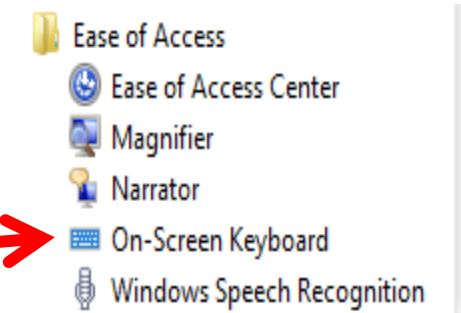 Ease of Access
Ease of Access Center
Magnifier
Narrator
On-Screen Keyboard
Windows Speech Recognition